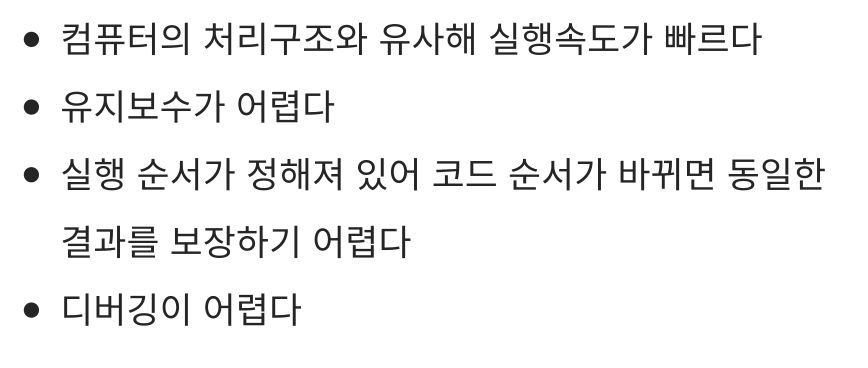 ● 컴퓨터의 처리구조와 유사해 실행속도가 빠르다
● 유지보수가 어렵다
● 실행 순서가 정해져 있어 코드 순서가 바뀌면 동일한
결과를 보장하기 어렵다
● 디버깅이 어렵다